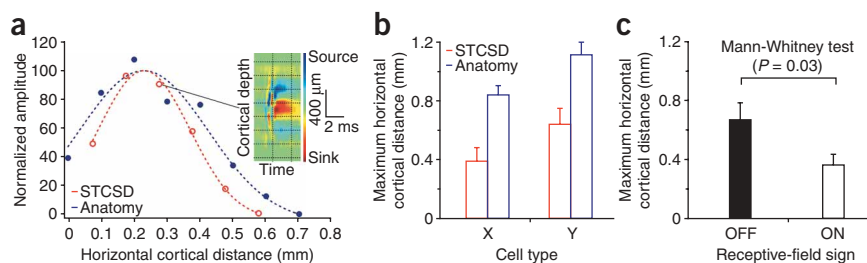 a
Normalized amplitude
120
100
80
60
40
20
0
0
0.1
0.2
0.3
0.4
0.5
0.6
0.7
0.8
Horizontal cortical distance (mm)
STCSD
Anatomy
Cortical depth
400 µm
Source
Sink
2 ms
Time
b
Maximum horizontal
cortical distance (mm)
1.2
0.8
0.4
0
STCSD
Anatomy
X
Y
Cell type
c
Maximum horizontal
cortical distance (mm)
1.2
0.8
0.4
0
Mann-Whitney test
(P = 0.03)
OFF
ON
Receptive-field sign